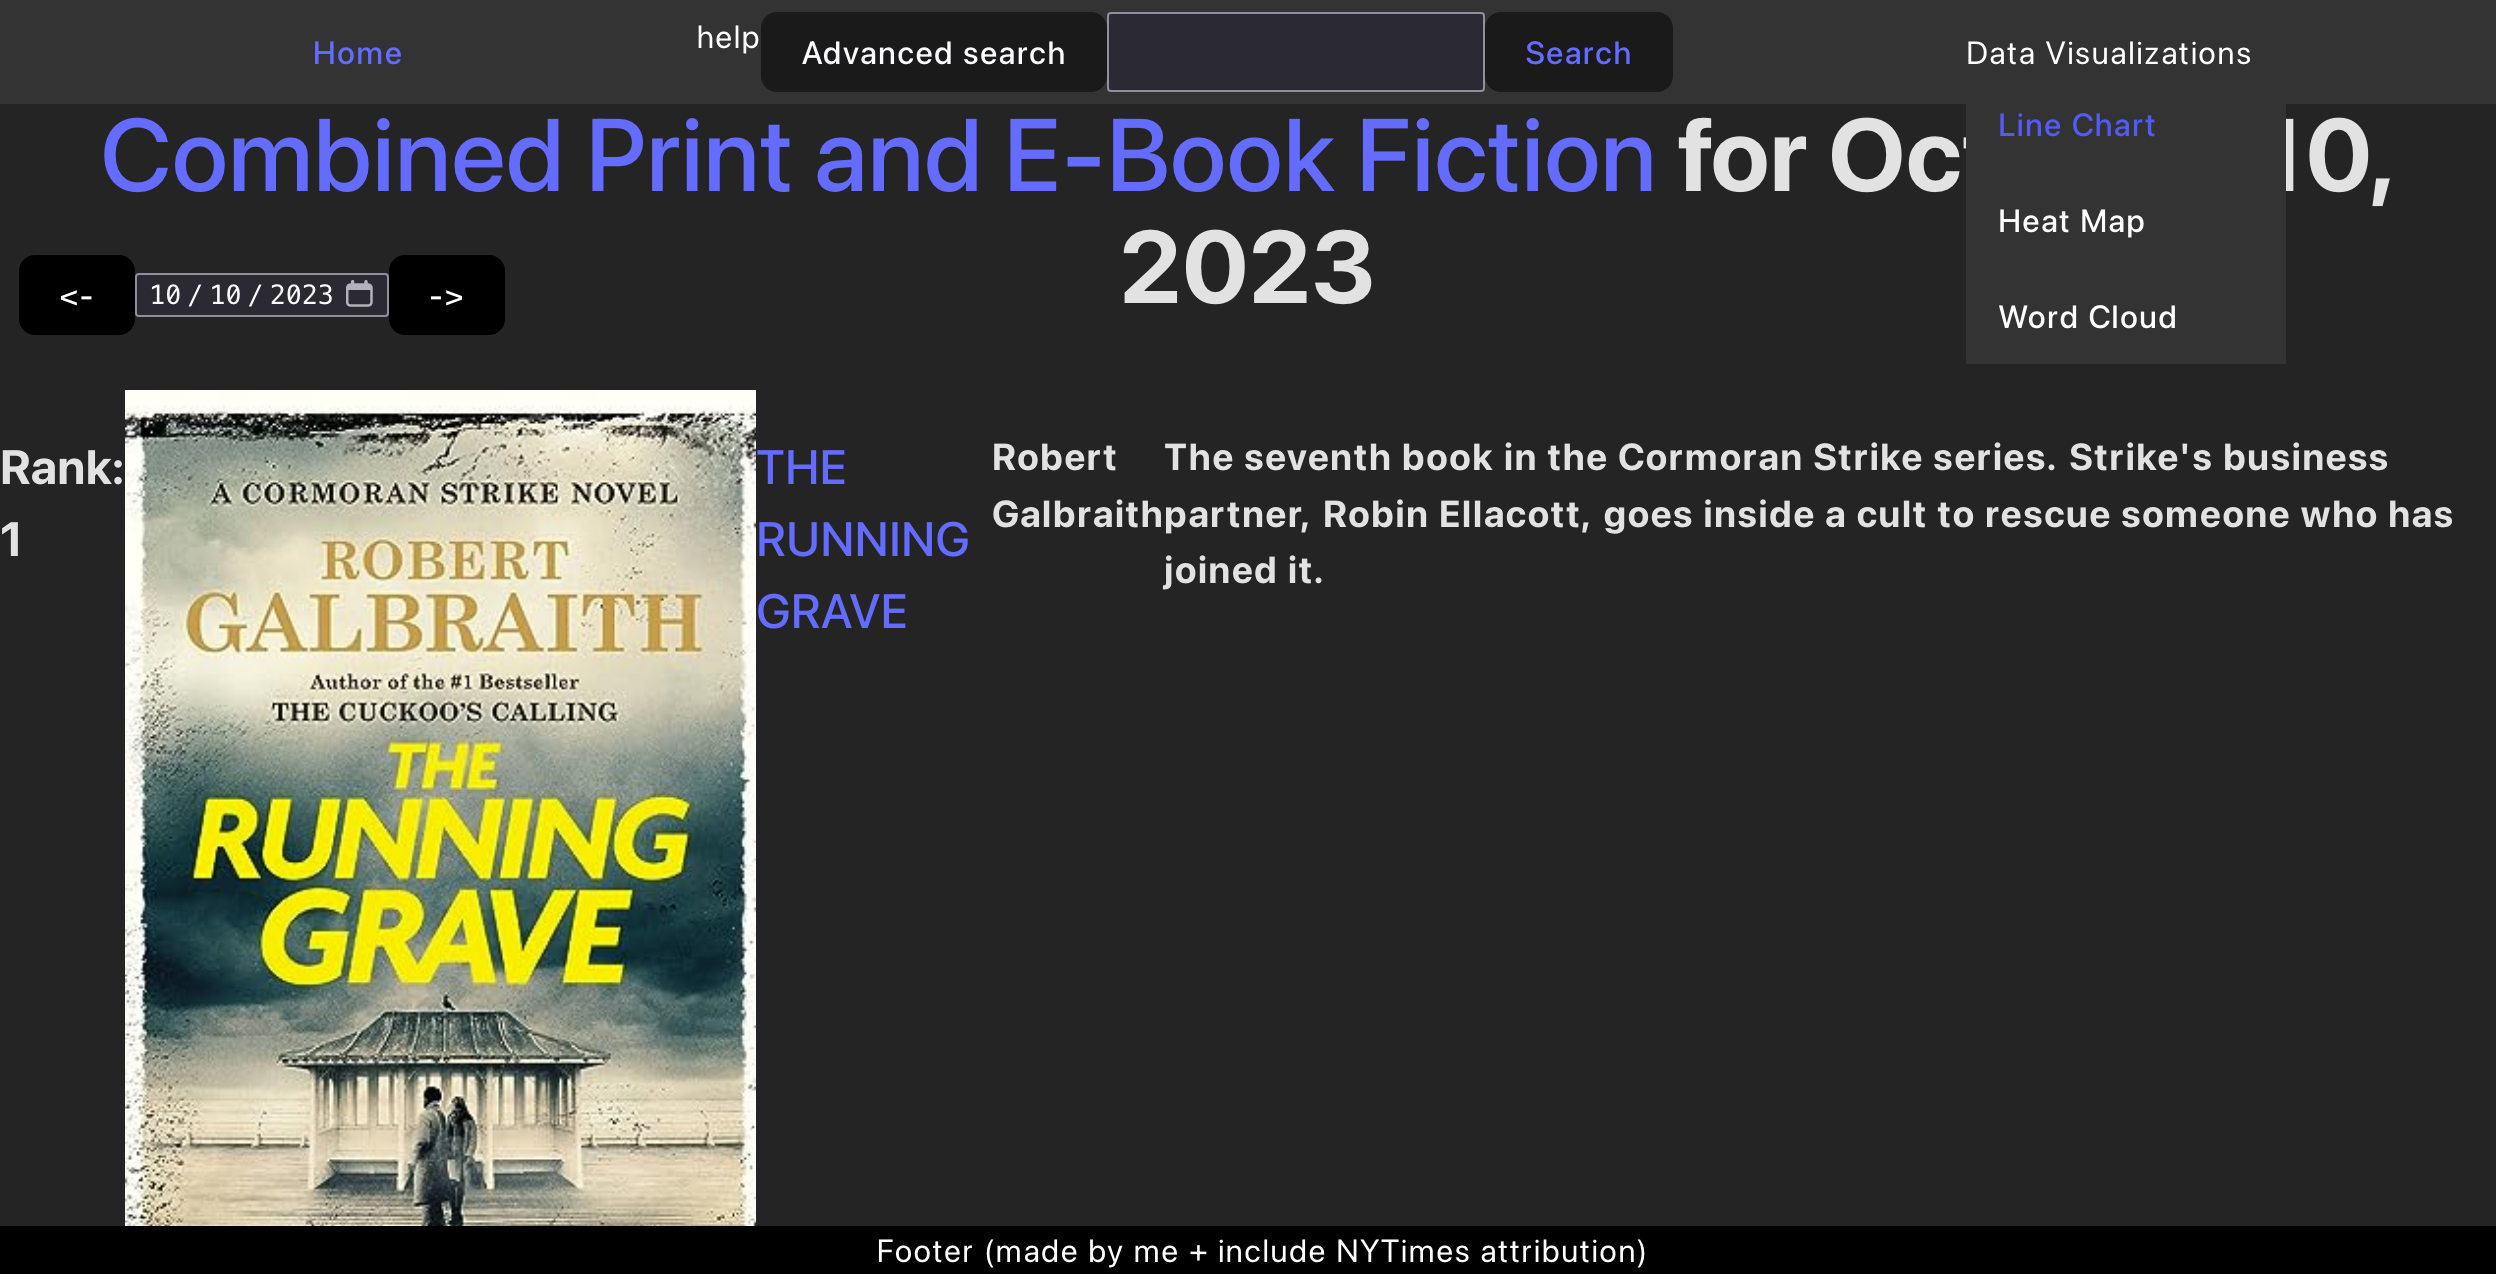 Home
help
Advanced search
Search
Data Visualizations
Line Chart
Heat Map
Word Cloud
Combined Print and E-Book Fiction for Oc 10,
2023
<-
10/10/2023
->
Rank:
1
A CORMORAN STRIKE NOVEL
ROBERT
GALBRAITH
Author of the #1 Bestseller
THE CUCKOO'S CALLING
THE
RUNNING
GRAVE
THE
RUNNING
GRAVE
Robert
Galbraith
The seventh book in the Cormoran Strike series. Strike's business
partner, Robin Ellacott, goes inside a cult to rescue someone who has
joined it.
Footer (made by me + include NYTimes attribution)